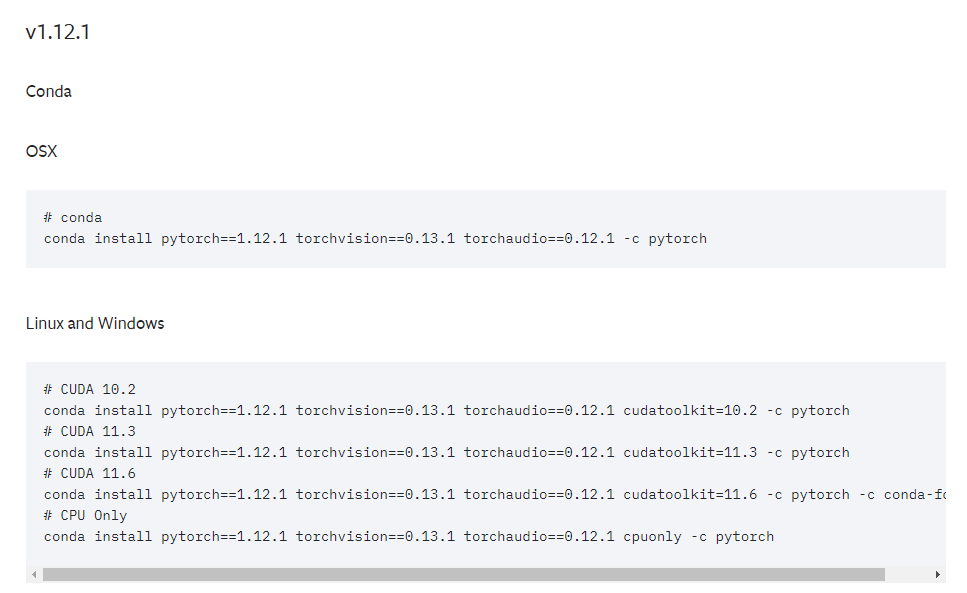 v1.12.1
Conda
OSX
# conda
conda install pytorch==1.12.1 torchvision==0.13.1 torchaudio==0.12.1 -c pytorch
Linux and Windows
# CUDA 10.2
conda install pytorch==1.12.1 torchvision==0.13.1 torchaudio==0.12.1 cudatoolkit=10.2 -c pytorch
# CUDA 11.3
conda install pytorch==1.12.1 torchvision==0.13.1 torchaudio==0.12.1 cudatoolkit=11.3 -c pytorch
# CUDA 11.6
conda install pytorch==1.12.1 torchvision==0.13.1 torchaudio==0.12.1 cudatoolkit=11.6 -c pytorch -c
# CPU Only
conda install pytorch==1.12.1 torchvision==0.13.1 torchaudio==0.12.1 cpuonly -c pytorch